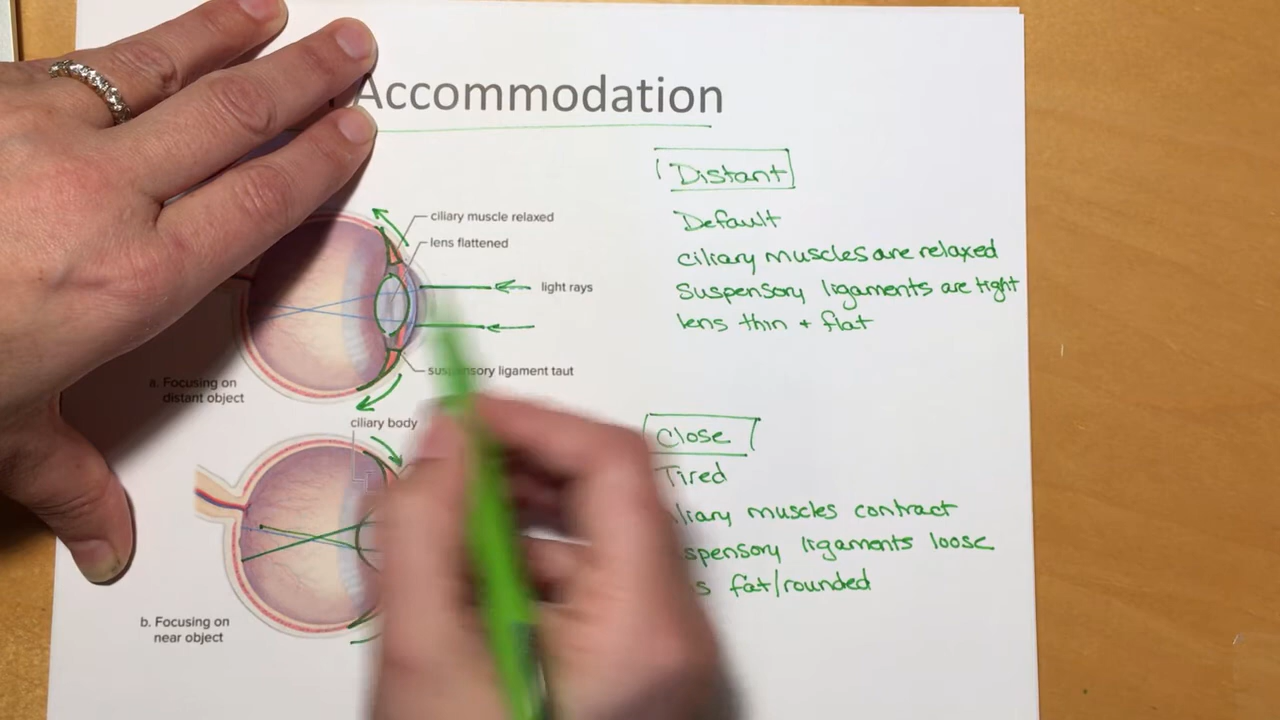 Accommodation
Distant
Default
ciliary muscles are relaxed
suspensory ligaments are tight
lens thin + flat
ciliary muscle relaxed
lens flattened
light rays
suspensory ligament taut
a. Focusing on
distant object
ciliary body
Close
Tired
muscles contract
ligaments loose
fat/rounded
b. Focusing on
near object